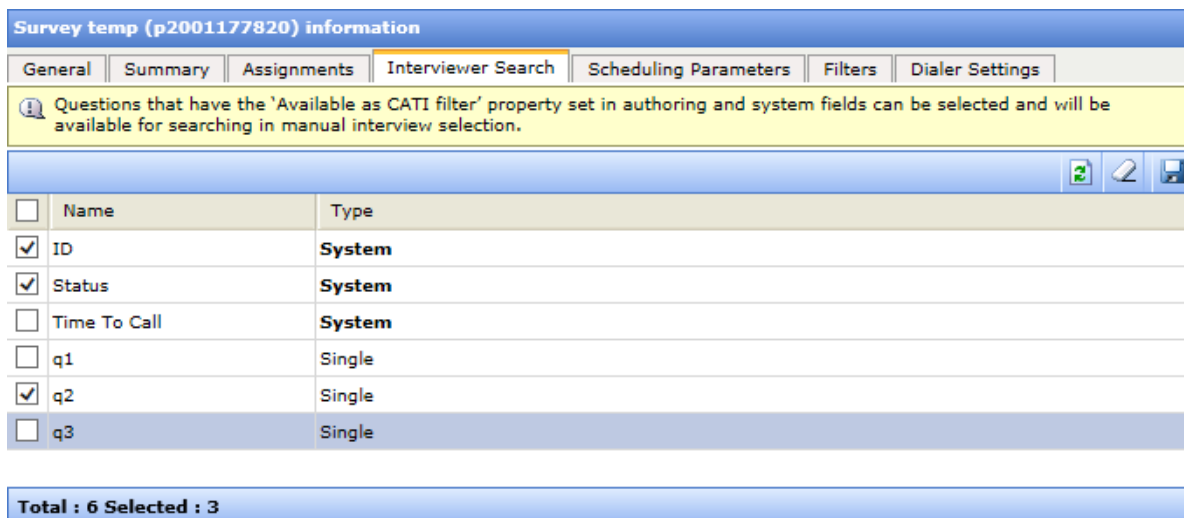 Survey temp (p2001177820) information
General Summary Assignments Interviewer Search Scheduling Parameters Filters Dialer Settings
Questions that have the 'Available as CATI filter' property set in authoring and system fields can be selected and will be
available for searching in manual interview selection.
Name Type
ID System
Status System
Time To Call System
q1 Single
q2 Single
q3 Single
Total : 6 Selected : 3